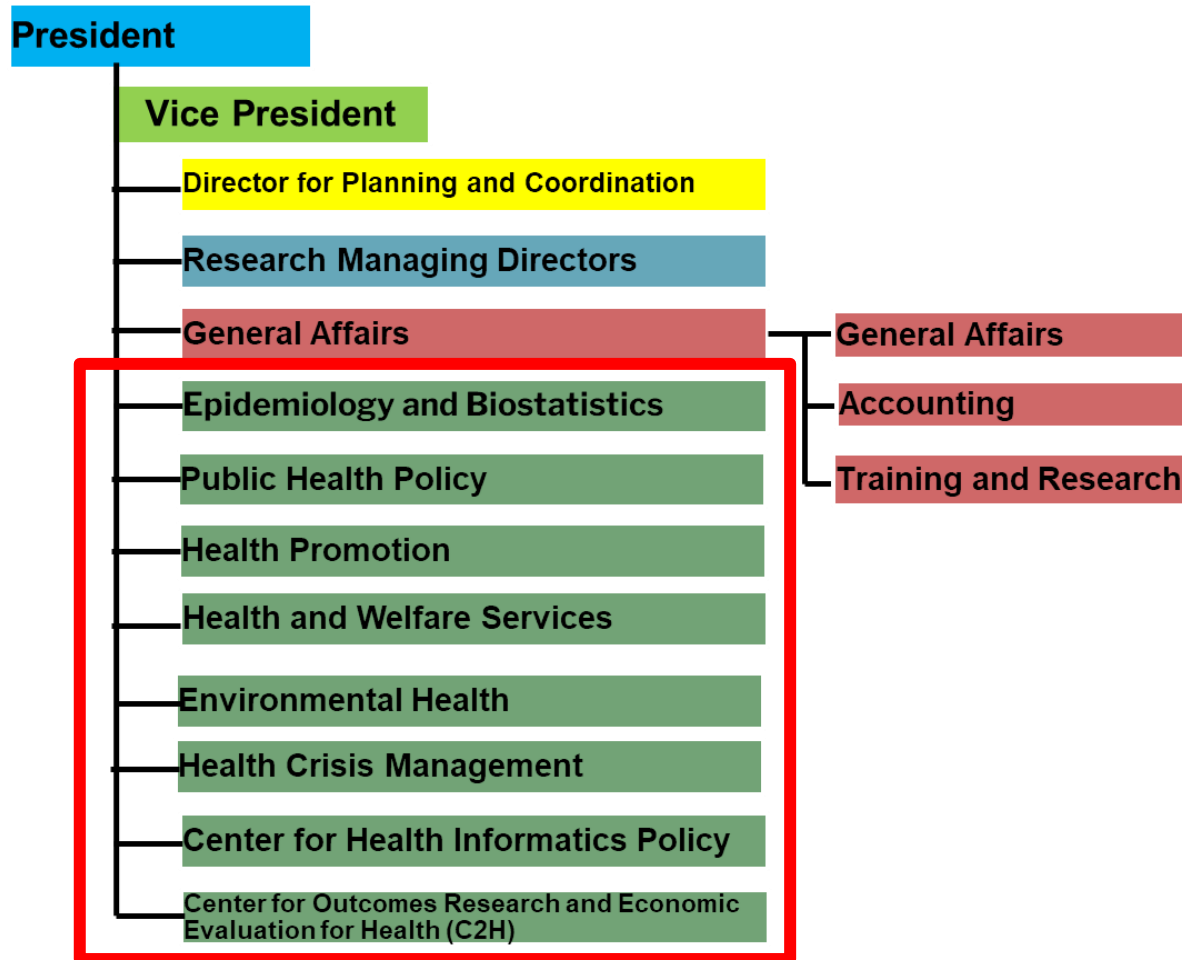 President
Vice President
Director for Planning and Coordination
Research Managing Directors
General Affairs
General Affairs
Epidemiology and Biostatistics
Accounting
Public Health Policy
Training and Research
Health Promotion
Health and Welfare Services
Environmental Health
Health Crisis Management
Center for Health Informatics Policy
Center for Outcomes Research and Economic
Evaluation for Health (C2H)